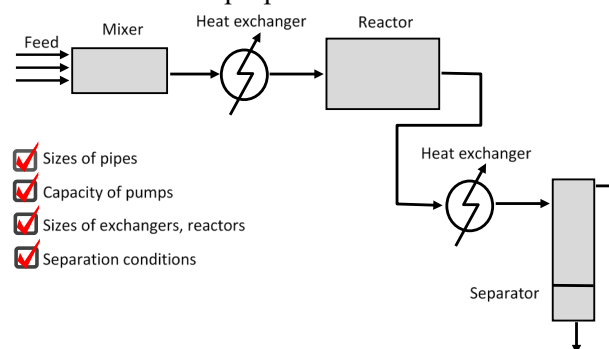 Heat exchanger
Mixer
Reactor
Feed
Sizes of pipes
Heat exchanger
Capacity of pumps
Sizes of exchangers, reactors
Separation conditions
Separator